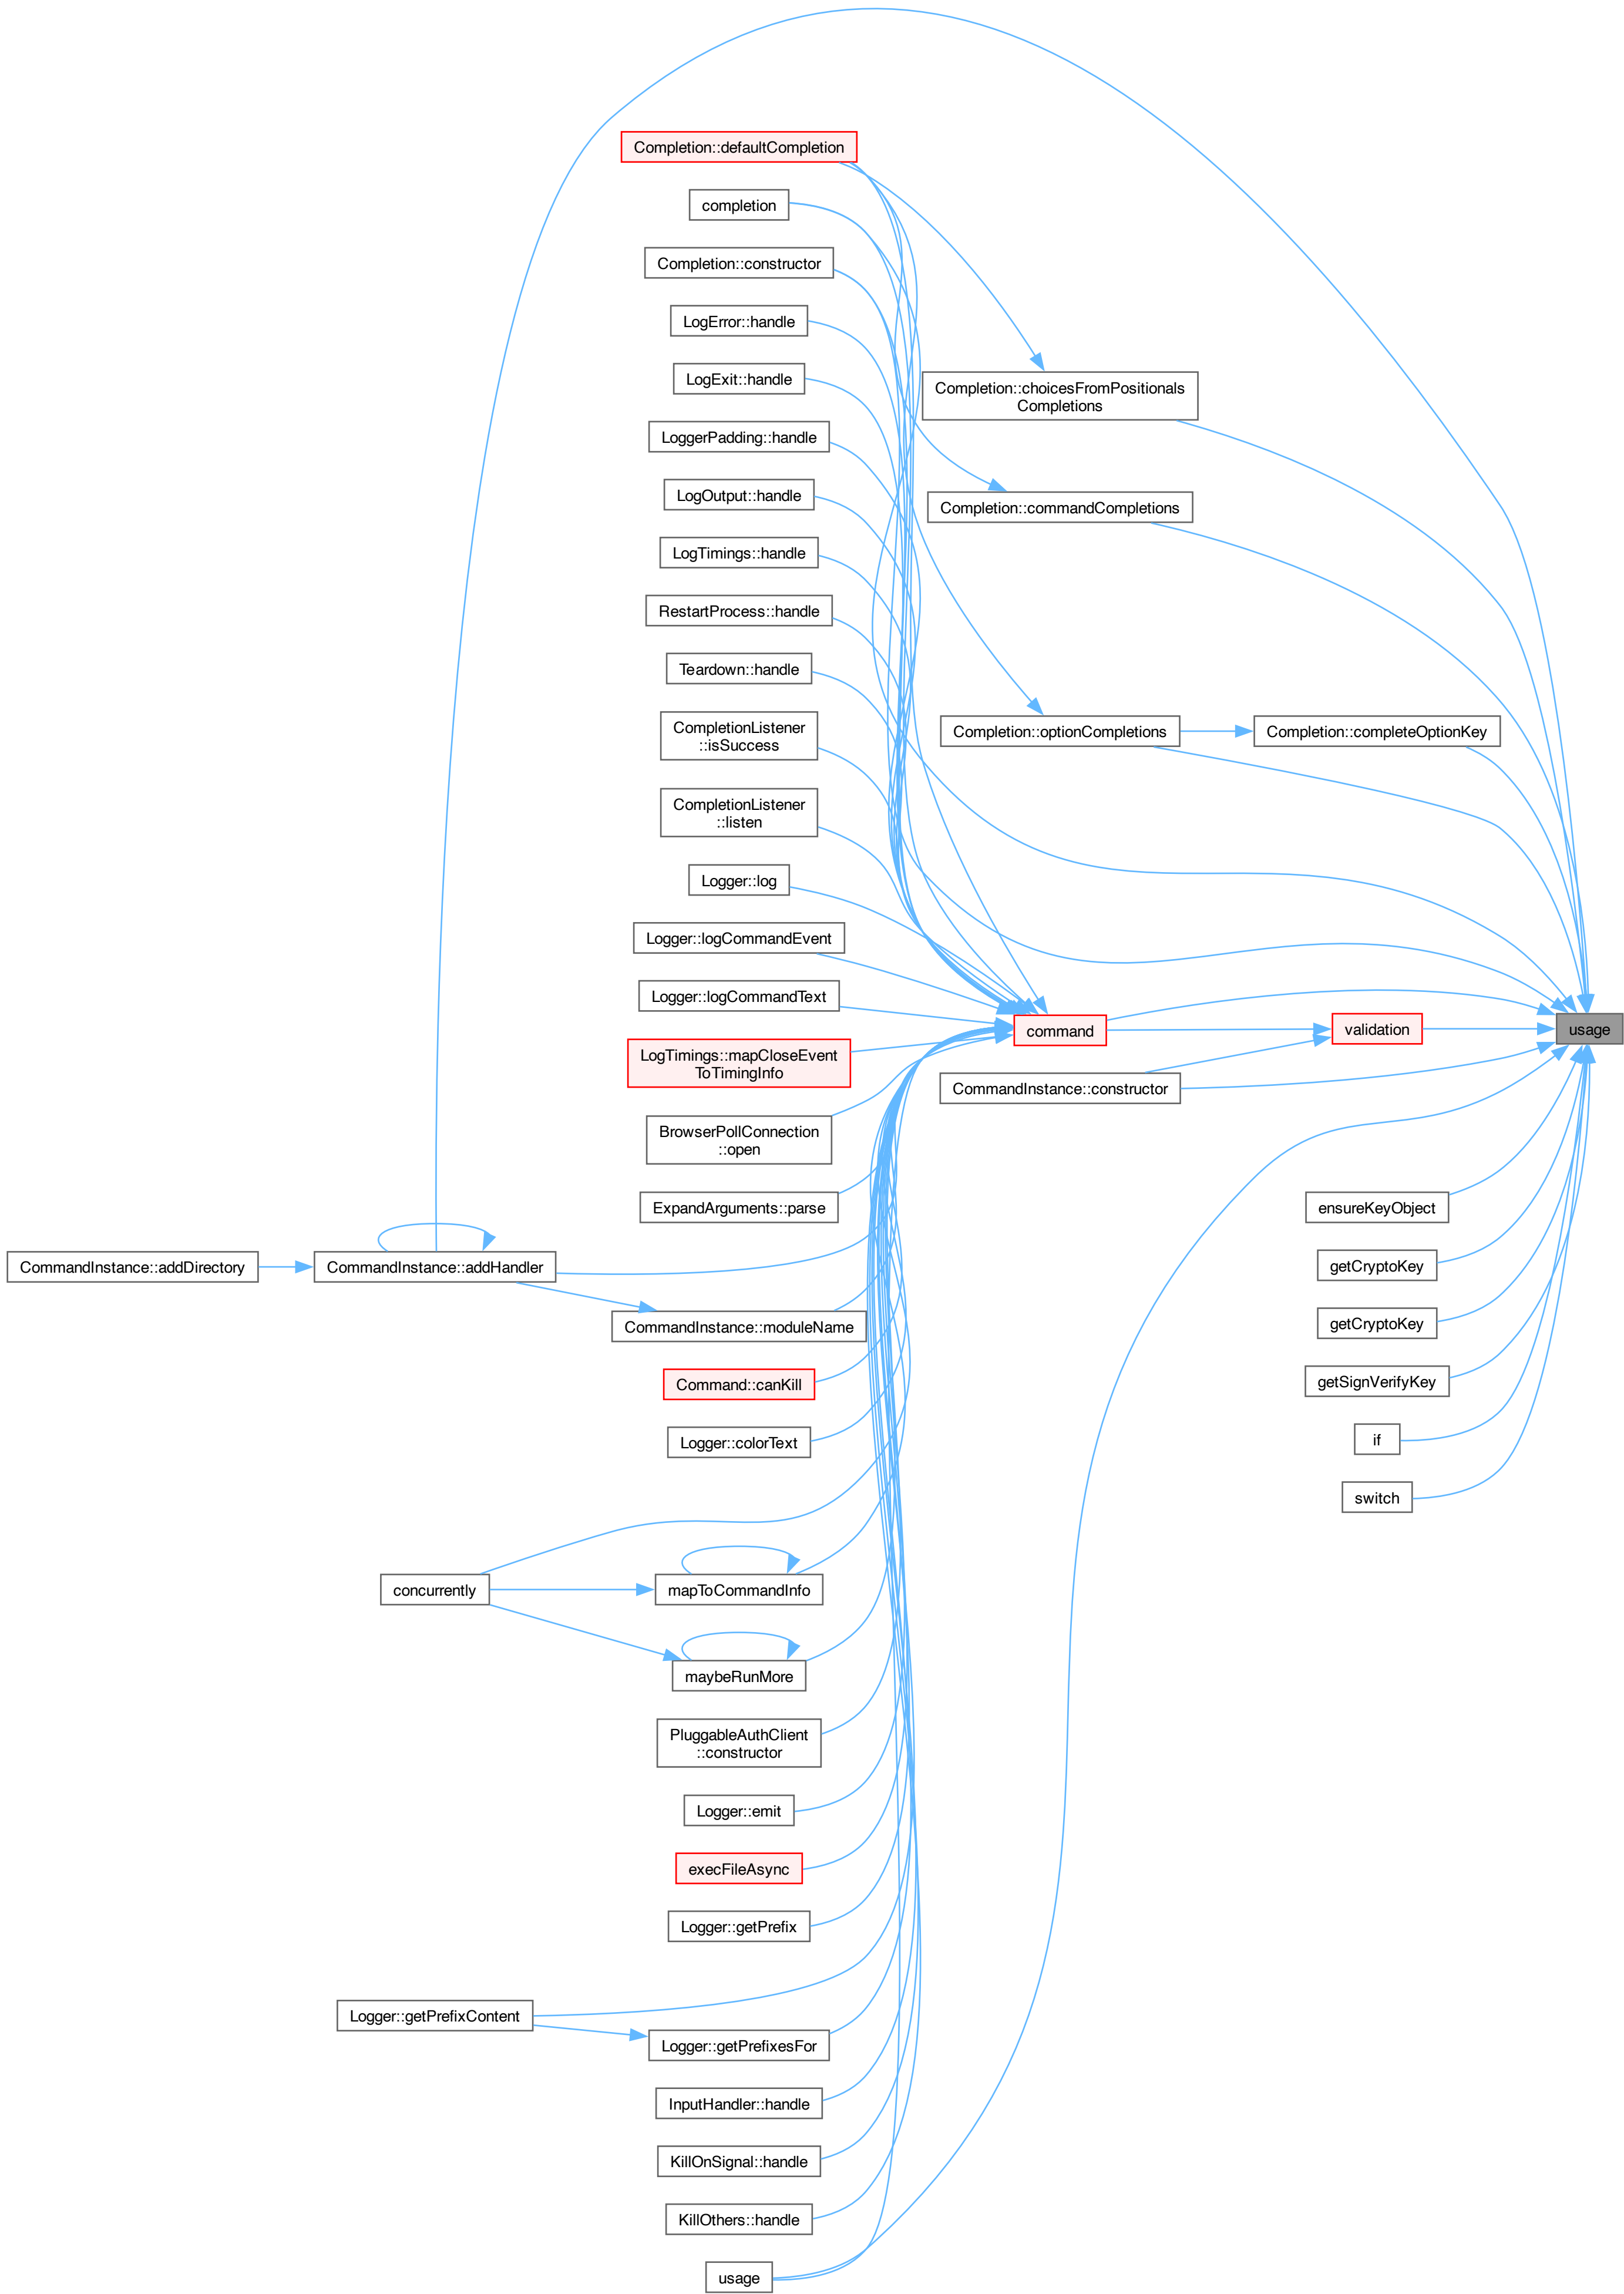 Completion::defaultCompletion
completion
Completion::constructor
LogError::handle
LogExit::handle
LoggerPadding::handle
LogOutput::handle
LogTimings::handle
RestartProcess::handle
Teardown::handle
CompletionListener
::isSuccess
CompletionListener
::listen
Logger::log
Logger::logCommandEvent
Logger::logCommandText
LogTimings::mapCloseEvent
ToTimingInfo
BrowserPollConnection
::open
ExpandArguments::parse
CommandInstance::addDirectory
CommandInstance::addHandler
CommandInstance::moduleName
Command::canKill
Logger::colorText
concurrently
mapToCommandInfo
maybeRunMore
PluggableAuthClient
::constructor
Logger::emit
execFileAsync
Logger::getPrefix
Logger::getPrefixContent
Logger::getPrefixesFor
InputHandler::handle
KillOnSignal::handle
KillOthers::handle
usage
Completion::choicesFromPositionals
Completions
Completion::commandCompletions
Completion::optionCompletions
Completion::completeOptionKey
command
validation
usage
CommandInstance::constructor
ensureKeyObject
getCryptoKey
getCryptoKey
getSignVerifyKey
if
switch